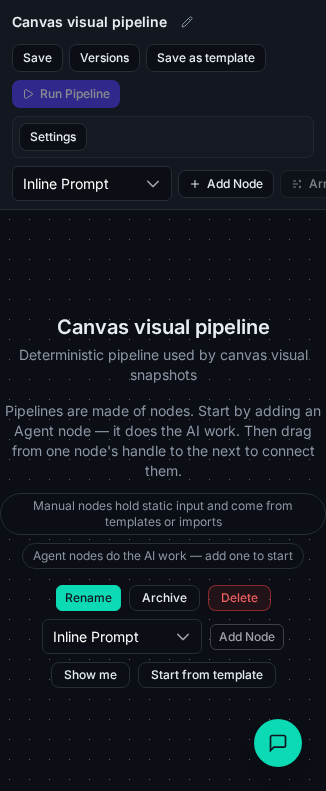 Canvas visual pipeline
Save
Versions
Save as template
Run Pipeline
Settings
Inline Prompt
Add Node
Canvas visual pipeline
Deterministic pipeline used by canvas visual
snapshots
Pipelines are made of nodes. Start by adding an
Agent node — it does the AI work. Then drag
from one node's handle to the next to connect
them.
Manual nodes hold static input and come from
templates or imports
Agent nodes do the AI work — add one to start
Rename
Archive
Delete
Inline Prompt
Add Node
Show me
Start from template